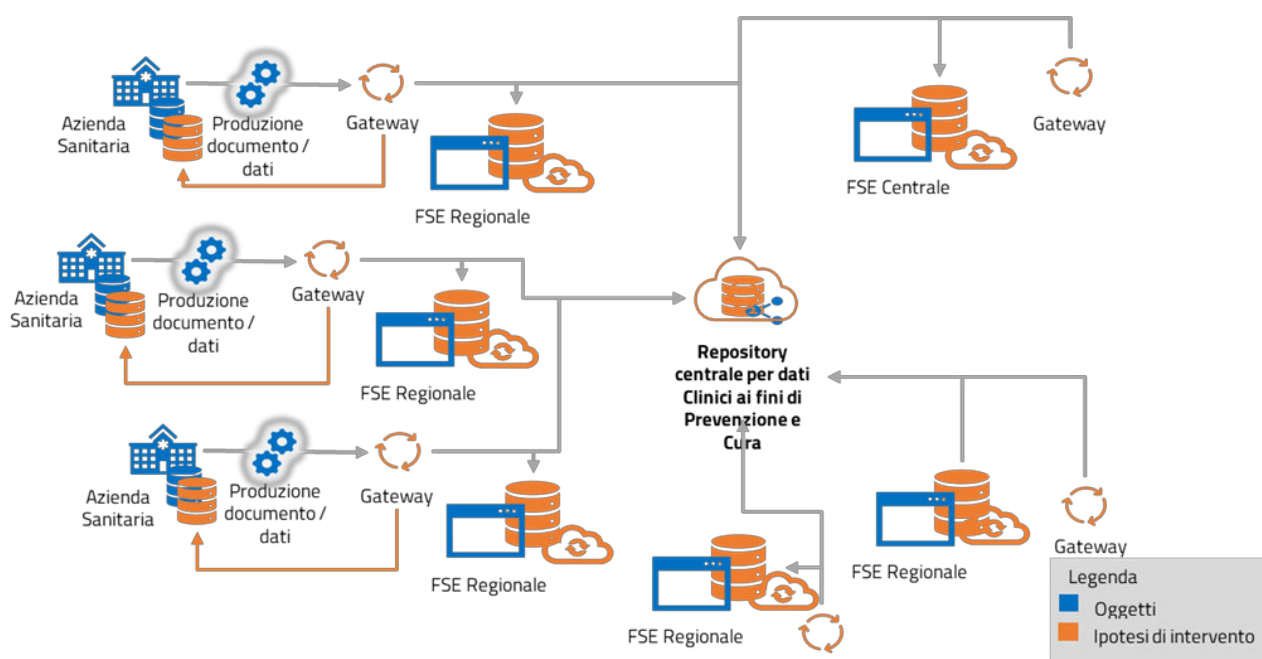 Azienda
Sanitaria
Produzione
documento /
dati
Gateway
FSE Regionale
FSE Centrale
Gateway
Azienda
Sanitaria
Produzione
documento /
dati
Gateway
FSE Regionale
Repository
centrale per dati
Clinici ai fini di
Prevenzione e
Cura
Azienda
Sanitaria
Produzione
documento /
dati
Gateway
FSE Regionale
FSE Regionale
FSE Regionale
Gateway
Legenda
Oggetti
Ipotesi di intervento